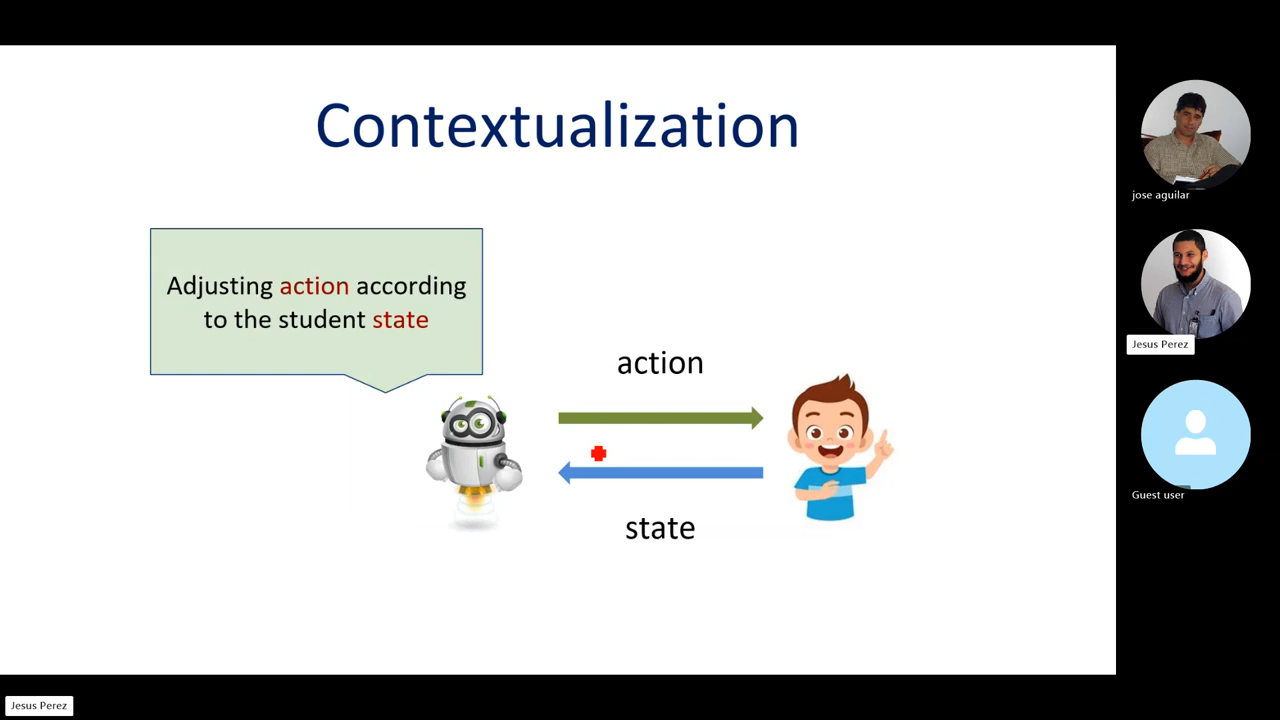 Contextualization
Adjusting action according
to the student state
action
state
jose aguilar
Jesus Perez
Guest user
Jesus Perez